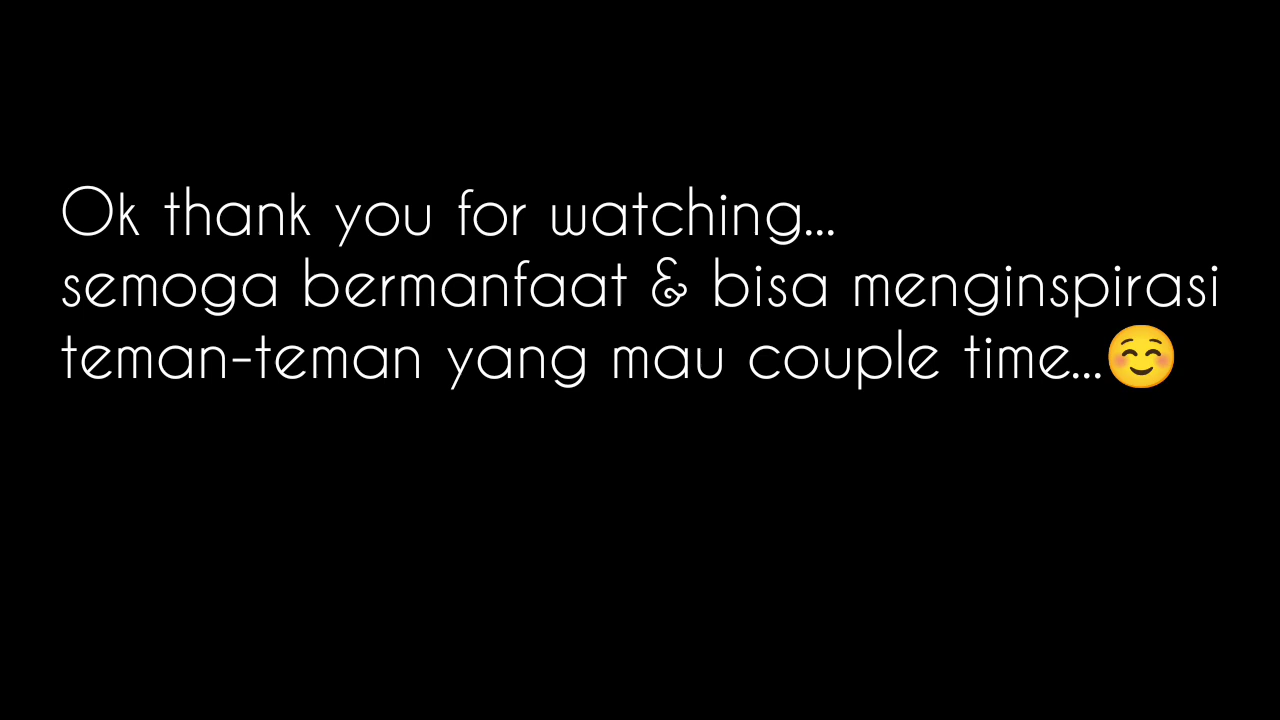 Ok thank you for watching...
semoga bermanfaat & bisa menginspirasi
teman-teman yang mau couple time...☺️